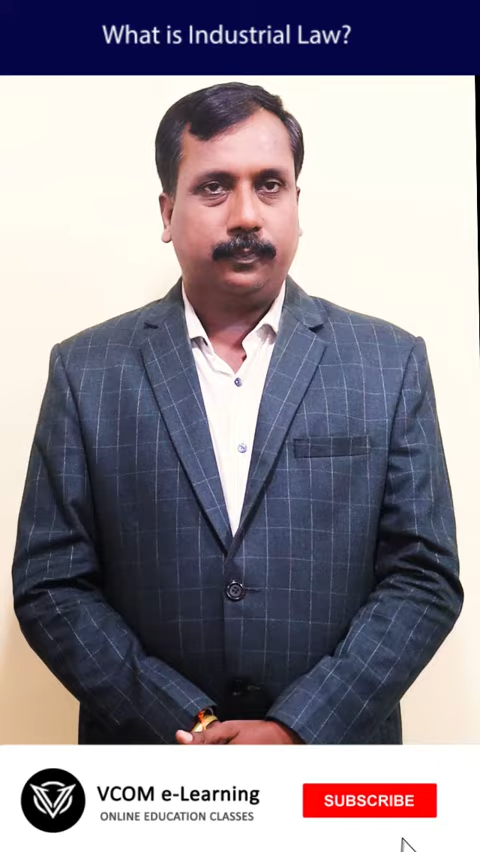 What is Industrial Law?
VCOM e-Learning
ONLINE EDUCATION CLASSES
SUBSCRIBE